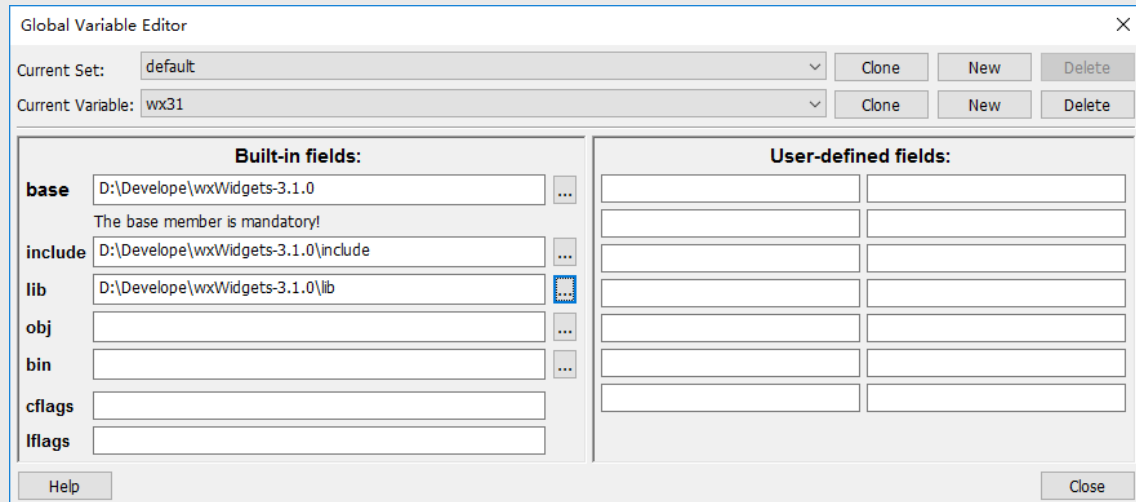 Global Variable Editor
Current Set: default Clone New Delete
Current Variable: wx31 Clone New Delete
Built-in fields:
base D:\Develope\wxWidgets-3.1.0 ...
The base member is mandatory!
include D:\Develope\wxWidgets-3.1.0\include ...
lib D:\Develope\wxWidgets-3.1.0\lib ...
obj ...
bin ...
cflags
lflags
User-defined fields:
Help Close